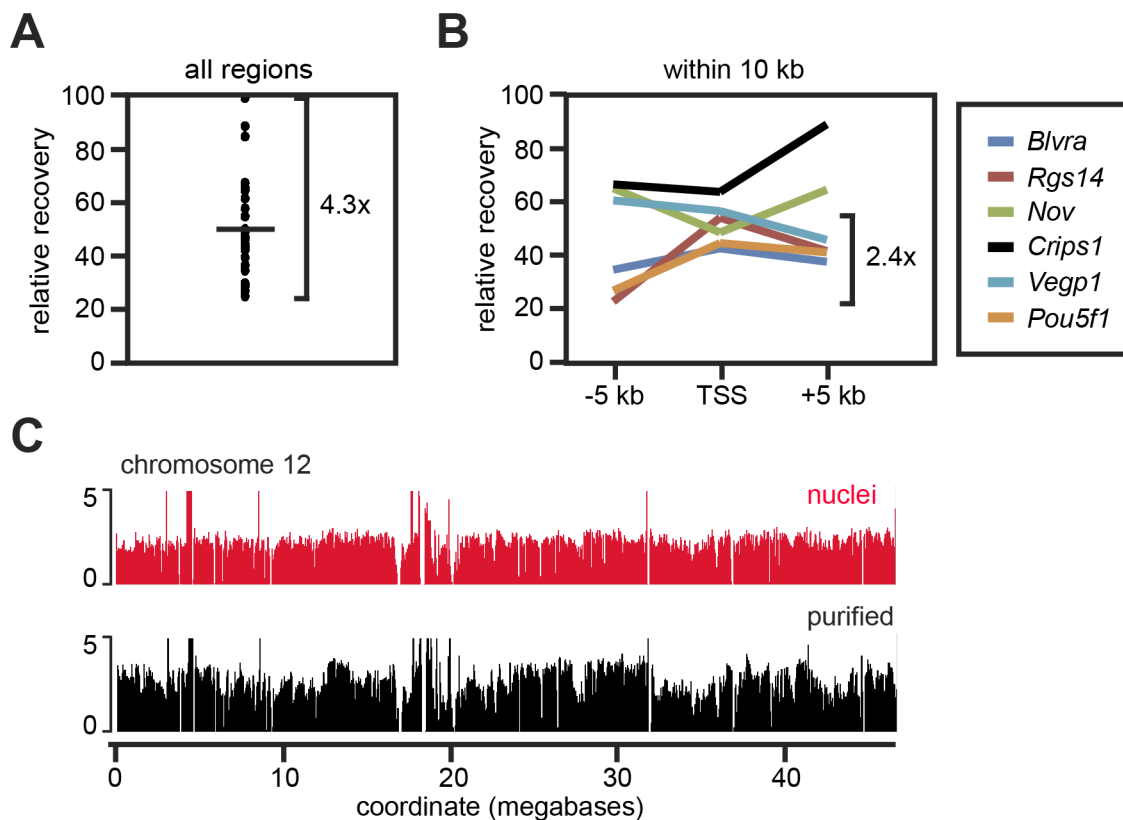 A
all regions
relative recovery
100
80
60
40
20
0
4.3x
B
within 10 kb
relative recovery
100
80
60
40
20
0
2.4x
-5 kb
TSS
+5 kb
Blvra
Rgs14
Nov
Crips1
Vegp1
Pou5f1
C
chromosome 12
nuclei
5
0
purified
5
0
0
10
20
30
40
coordinate (megabases)